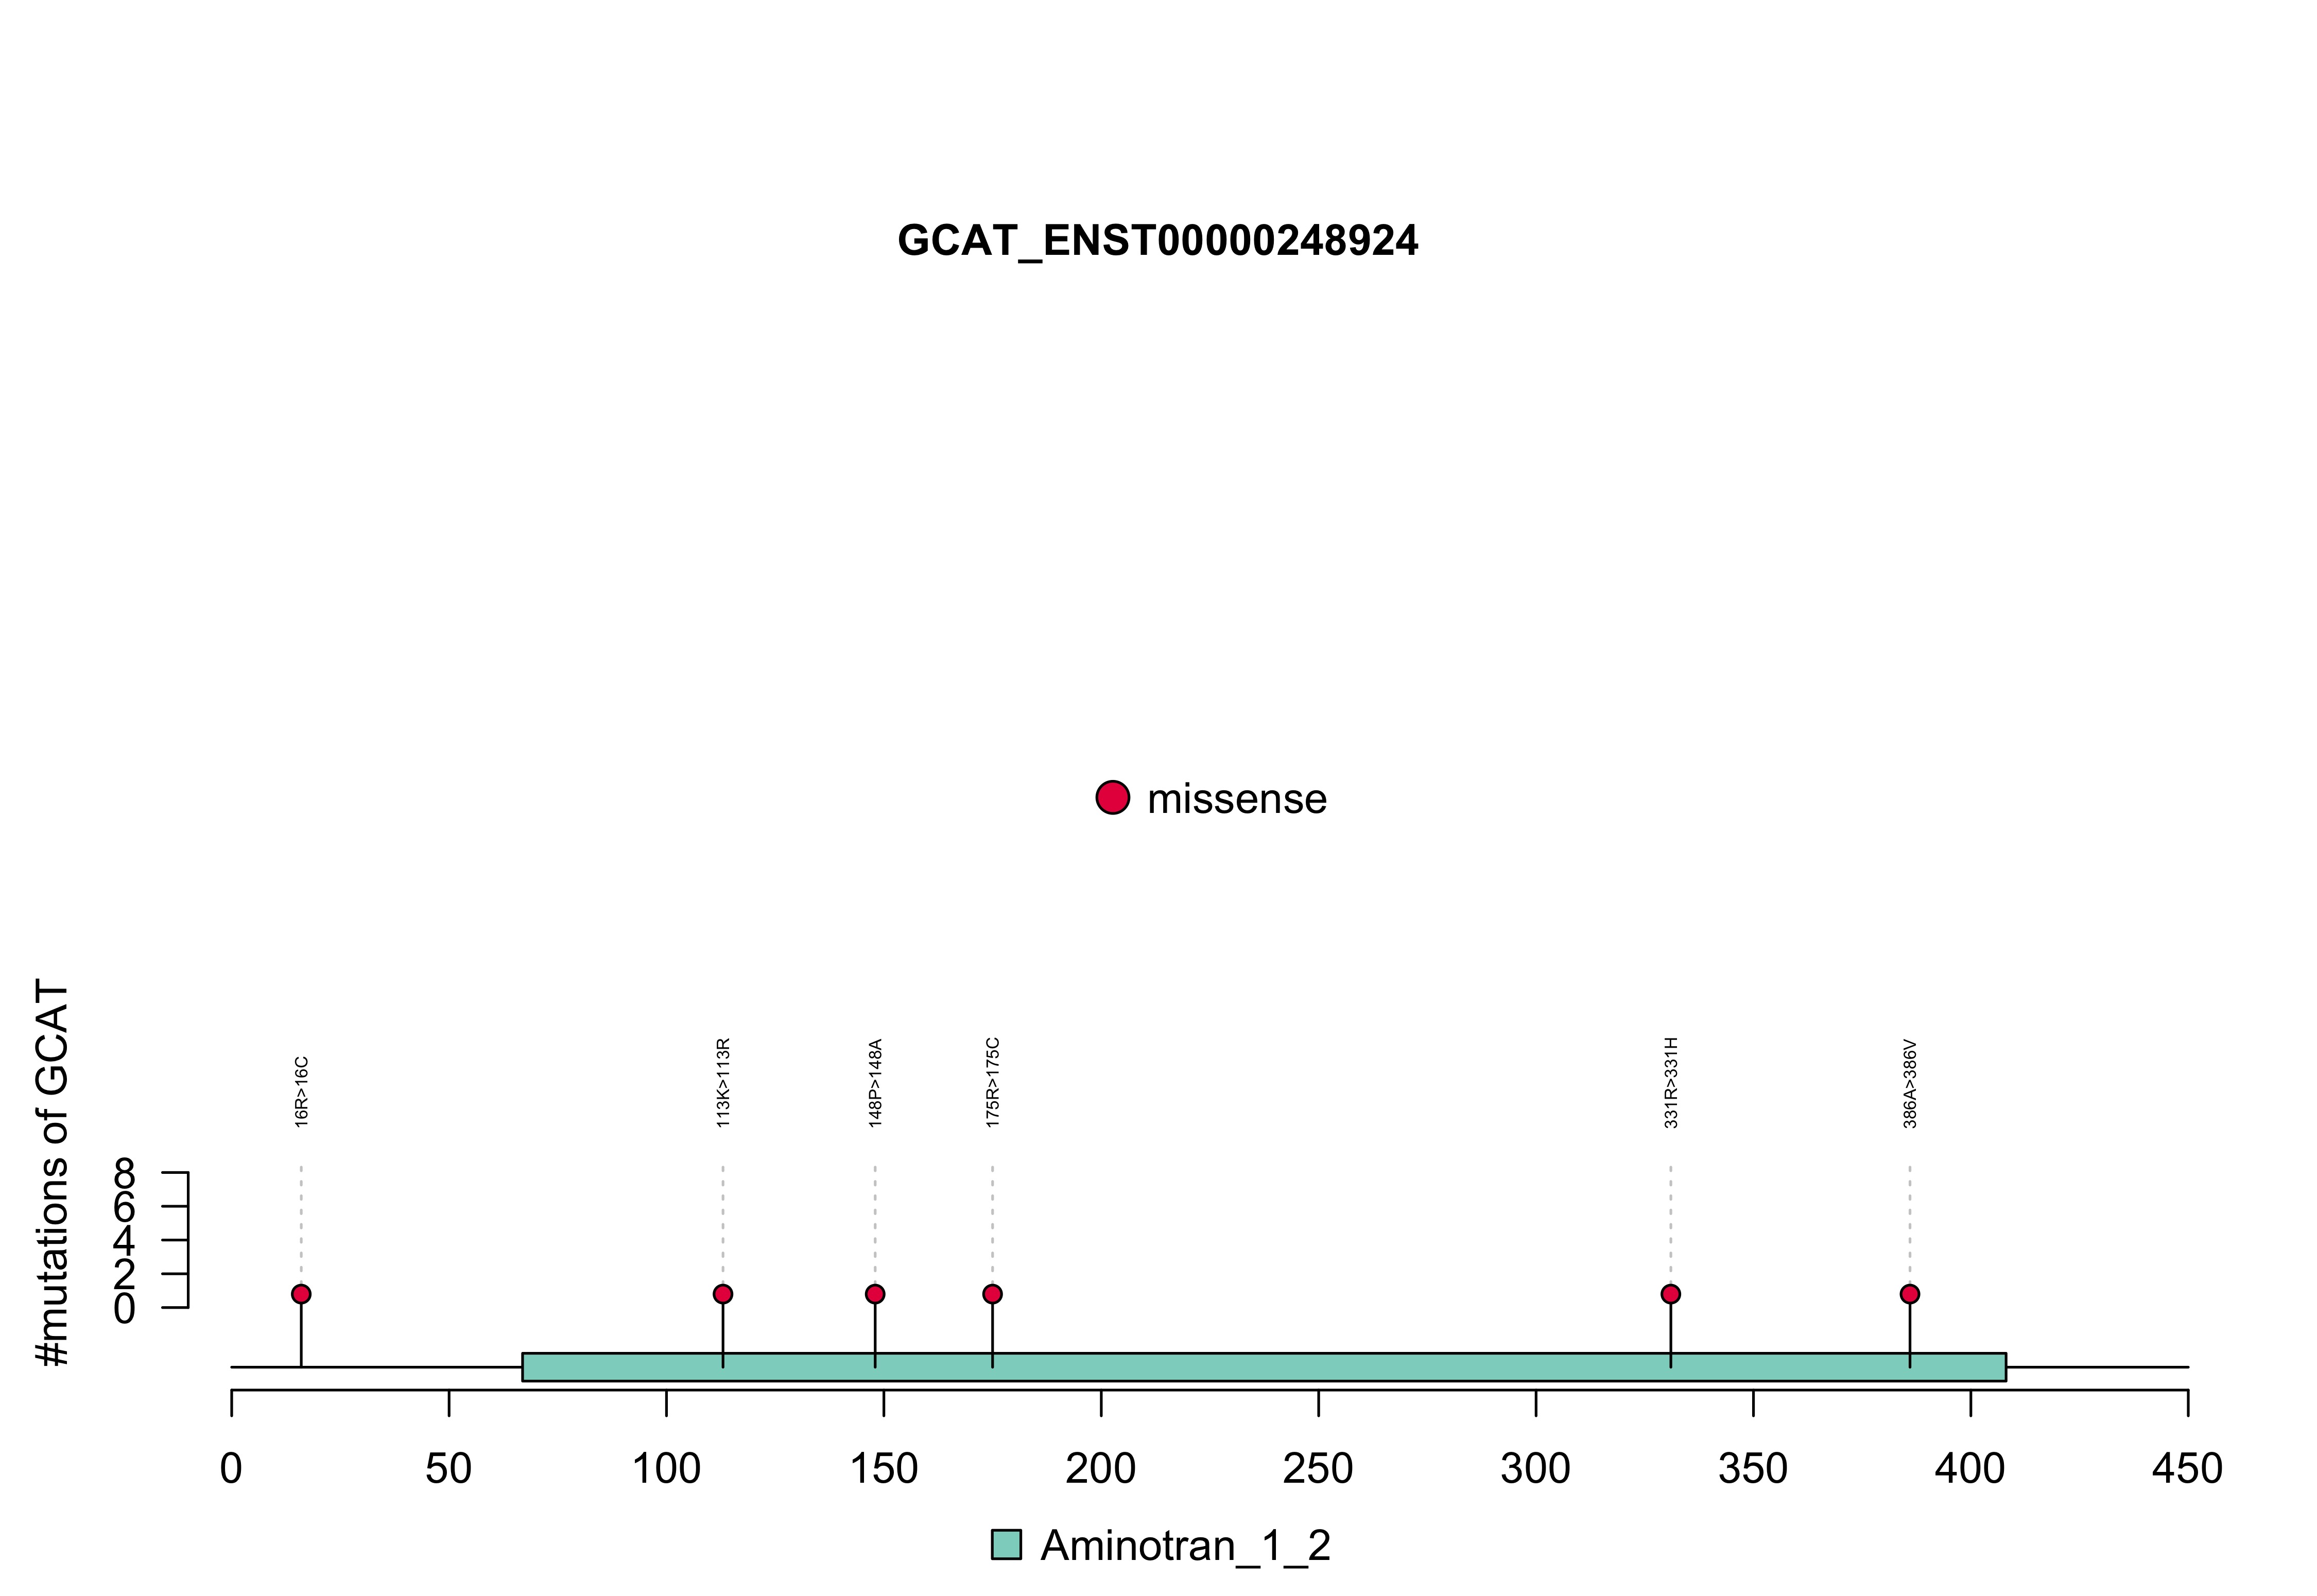 GCAT_ENST00000248924
missense
#mutations of GCAT
16R>16C
113K>113R
148P>148A
175R>175C
331R>331H
386A>386V
8
6
4
2
0
0 50 100 150 200 250 300 350 400 450
Aminotran_1_2